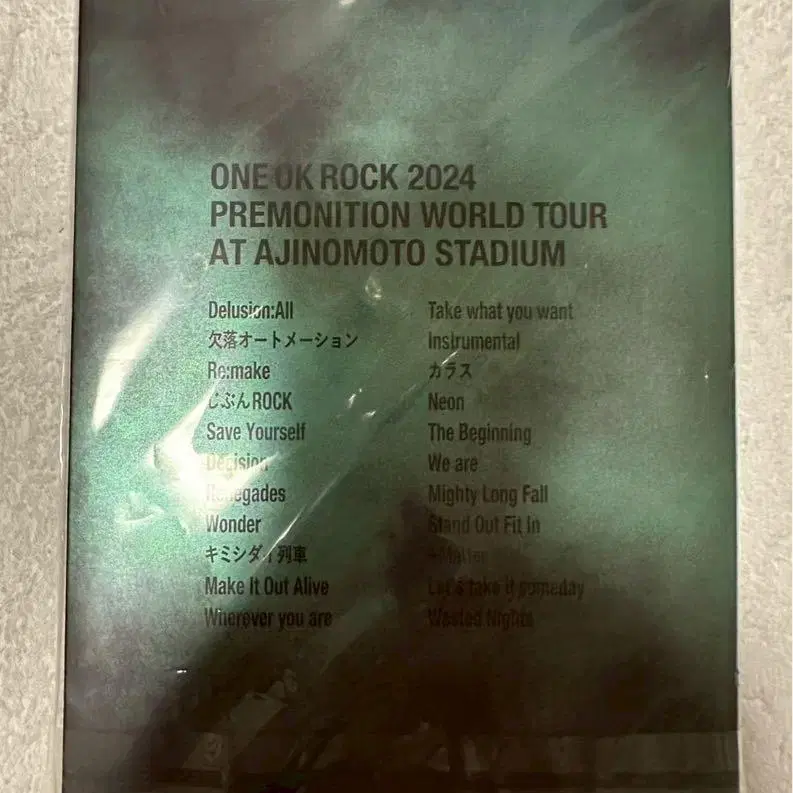 ONE OK ROCK 2024
PREMONITION WORLD TOUR
AT AJINOMOTO STADIUM
Delusion:All
欠落オートメーション
Re:make
じぶんROCK
Save Yourself
Decision
Renegades
Wonder
キミシダイ列車
Make It Out Alive
Wherever you are
Take what you want
Instrumental
カラス
Neon
The Beginning
We are
Mighty Long Fall
Stand Out Fit In
+Matter
Let's take it someday
Wasted Nights